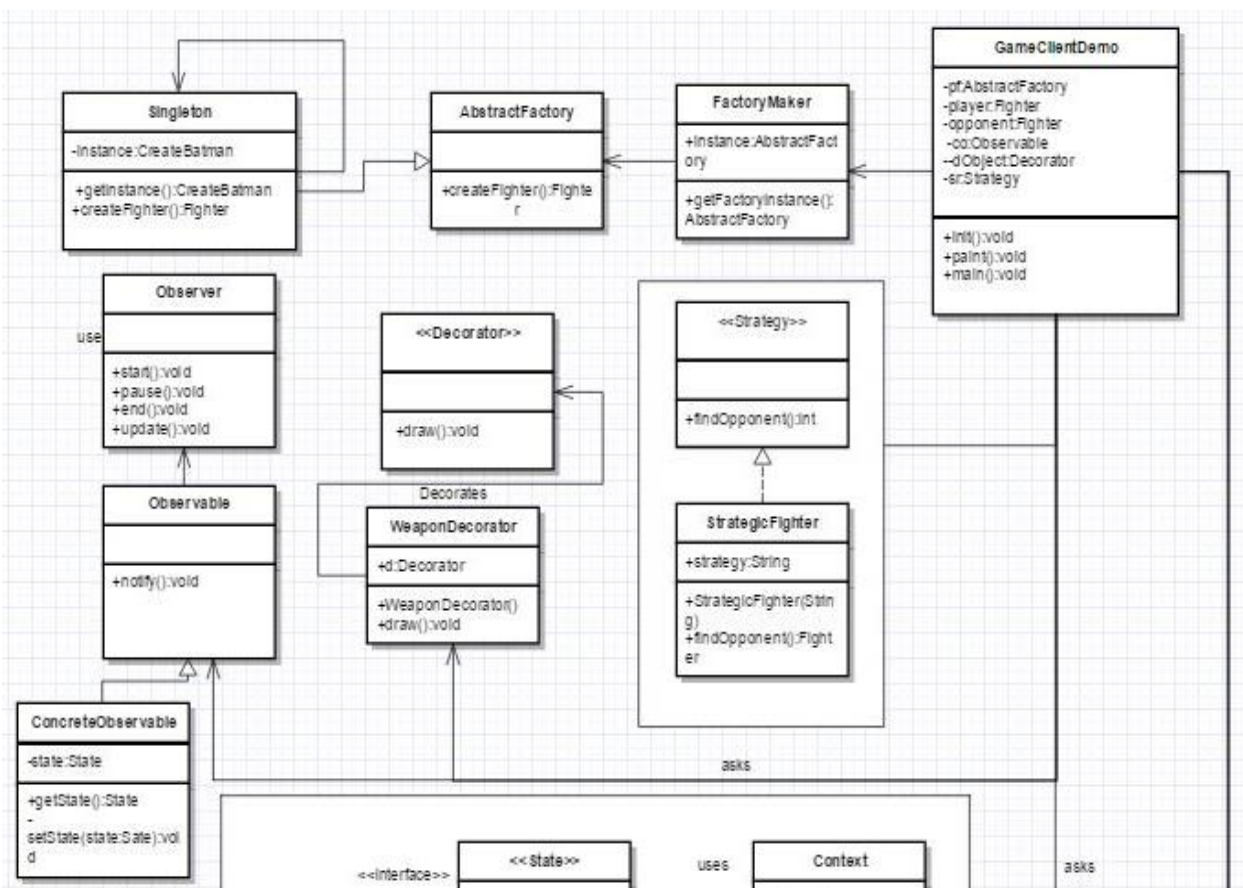 Singleton
-instance:CreateBatman
+getInstance():CreateBatman
+createFighter():Fighter
AbstractFactory
+createFighter():Fighte
r
FactoryMaker
+instance:AbstractFact
ory
+getFactoryInstance():
AbstractFactory
GameClientDemo
-pf:AbstractFactory
-player:Fighter
-opponent:Fighter
-co:Observable
--dObject:Decorator
-sr:Strategy
+init():void
+paint():void
+main():void
Observer
use
+start():void
+pause():void
+end():void
+update():void
<<Decorator>>
+draw():void
<<Strategy>>
+findOpponent():int
Observable
+notify():void
Decorates
WeaponDecorator
+d:Decorator
+WeaponDecorator()
+draw():void
StrategicFighter
+strategy:String
+StrategicFighter(Strin
g)
+findOpponent():Fight
er
ConcreteObservable
-state:State
+getState():State
-
setState(state:Sate):voi
d
asks
<<interface>>
<<State>>
uses
Context
asks